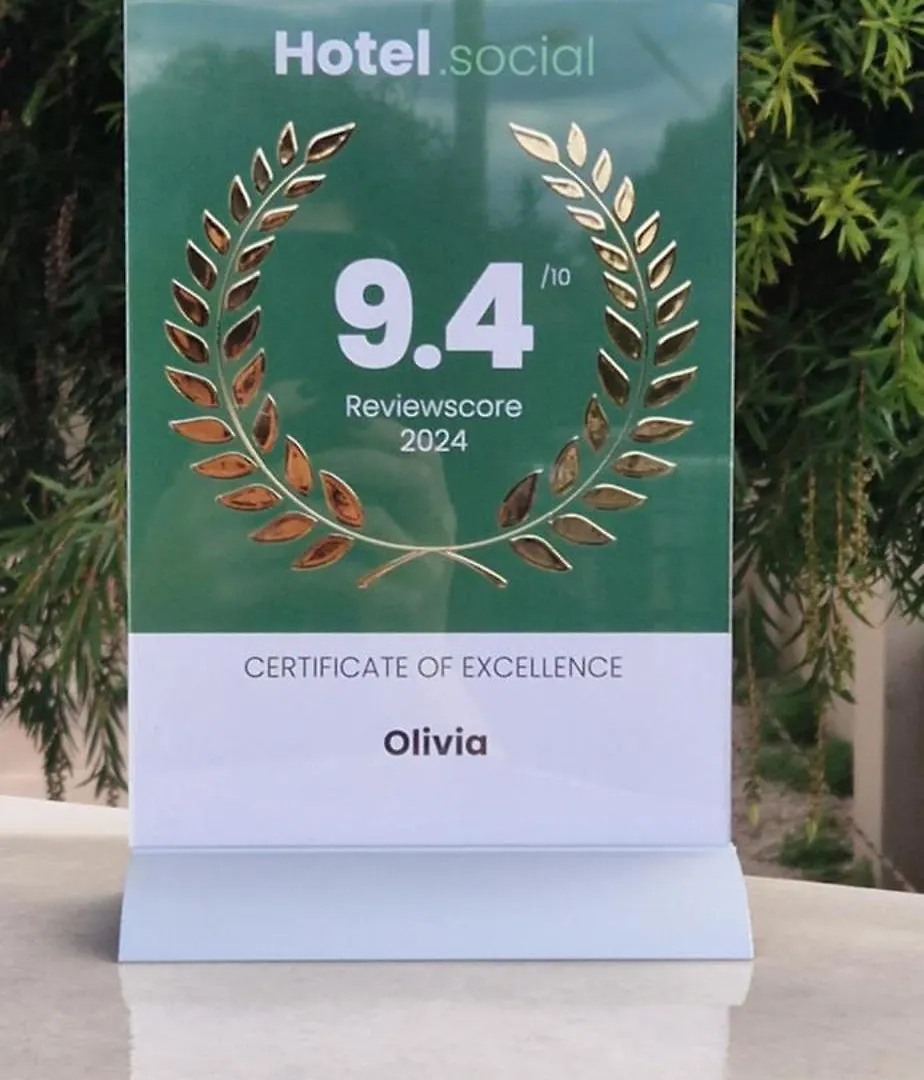 Hotel.social
9.4/10
Reviewscore
2024
CERTIFICATE OF EXCELLENCE
Olivia